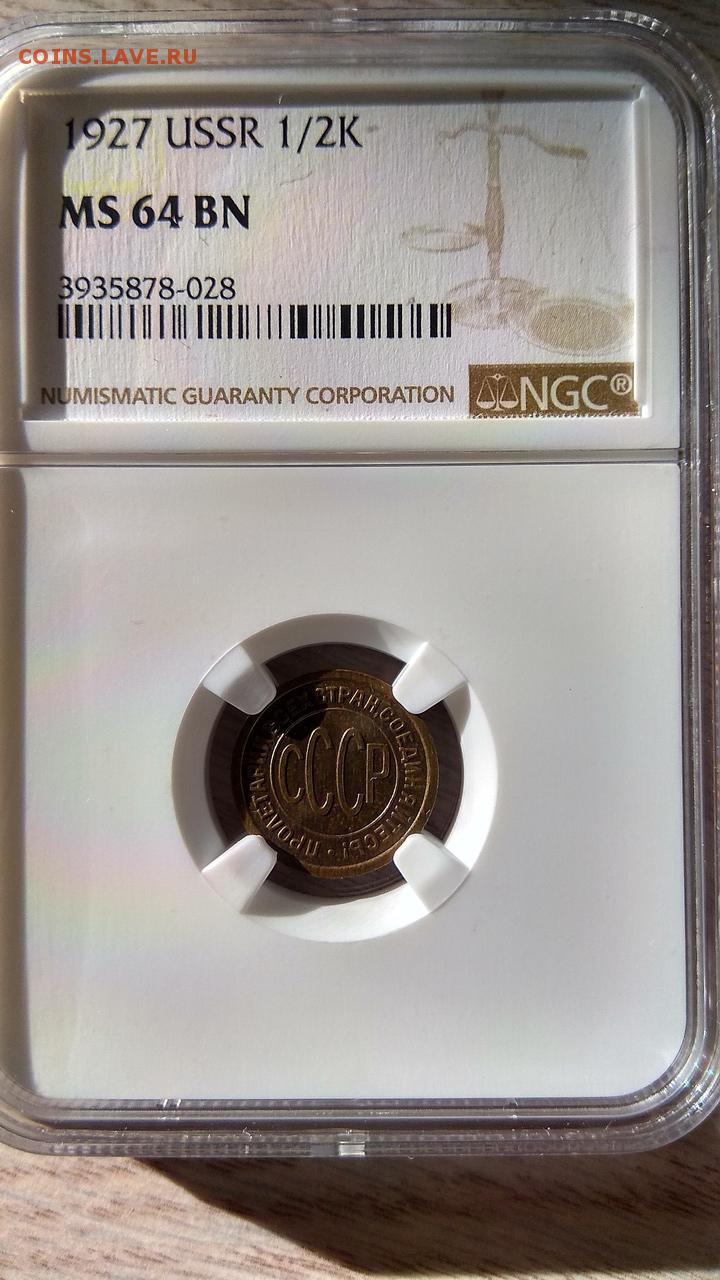 COINS.LAVE.RU
1927 USSR 1/2K
MS 64 BN
3935878-028
NUMISMATIC GUARANTY CORPORATION
NGC®
ПРОЛЕТАРИИ ВСЕХ СТРАН, СОЕДИНЯЙТЕСЬ! •
СССР